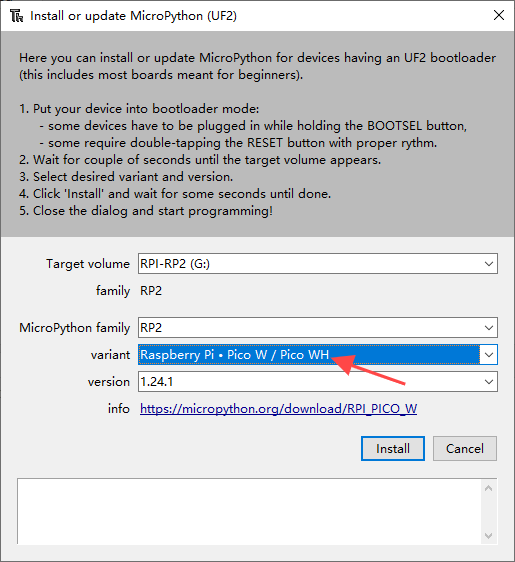 Install or update MicroPython (UF2)
Here you can install or update MicroPython for devices having an UF2 bootloader
(this includes most boards meant for beginners).
1. Put your device into bootloader mode:
- some devices have to be plugged in while holding the BOOTSEL button,
- some require double-tapping the RESET button with proper rythm.
2. Wait for couple of seconds until the target volume appears.
3. Select desired variant and version.
4. Click 'Install' and wait for some seconds until done.
5. Close the dialog and start programming!
Target volume RPI-RP2 (G:)
family RP2
MicroPython family RP2
variant Raspberry Pi • Pico W / Pico WH
version 1.24.1
info https://micropython.org/download/RPI_PICO_W
Install Cancel